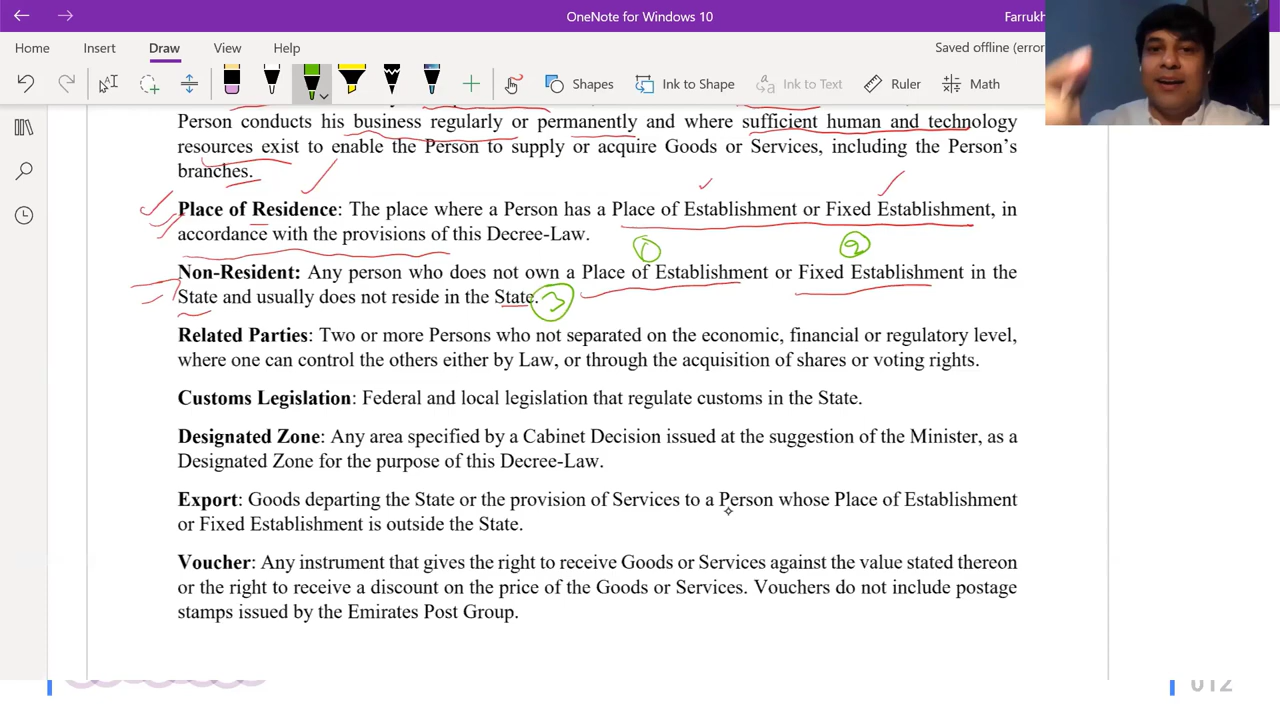 OneNote for Windows 10
Farrukh
Home Insert Draw View Help
Saved offline (error
Shapes Ink to Shape Ink to Text Ruler Math
Person conducts his business regularly or permanently and where sufficient human and technology
resources exist to enable the Person to supply or acquire Goods or Services, including the Person’s
branches.
Place of Residence: The place where a Person has a Place of Establishment or Fixed Establishment, in
accordance with the provisions of this Decree-Law.
1 2
Non-Resident: Any person who does not own a Place of Establishment or Fixed Establishment in the
State and usually does not reside in the State. 3
Related Parties: Two or more Persons who not separated on the economic, financial or regulatory level,
where one can control the others either by Law, or through the acquisition of shares or voting rights.
Customs Legislation: Federal and local legislation that regulate customs in the State.
Designated Zone: Any area specified by a Cabinet Decision issued at the suggestion of the Minister, as a
Designated Zone for the purpose of this Decree-Law.
Export: Goods departing the State or the provision of Services to a Person whose Place of Establishment
or Fixed Establishment is outside the State.
Voucher: Any instrument that gives the right to receive Goods or Services against the value stated thereon
or the right to receive a discount on the price of the Goods or Services. Vouchers do not include postage
stamps issued by the Emirates Post Group.
012